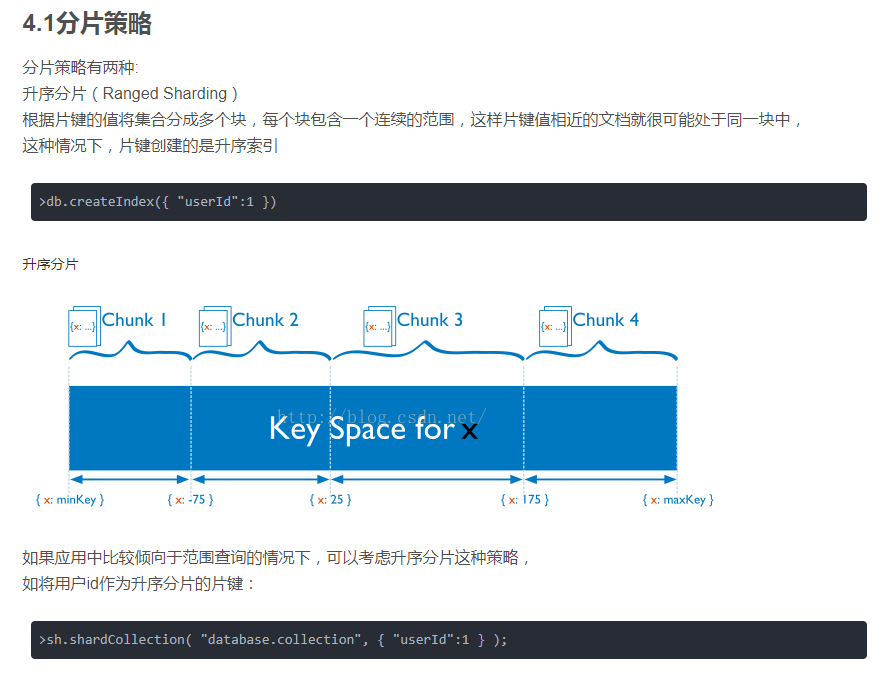 4.1分片策略
分片策略有两种:
升序分片（Ranged Sharding）
根据片键的值将集合分成多个块，每个块包含一个连续的范围，这样片键值相近的文档就很可能处于同一块中，
这种情况下，片键创建的是升序索引
>db.createIndex({ "userId":1 })
升序分片
{x: ...} Chunk 1 {x: ...} Chunk 2 {x: ...} Chunk 3 {x: ...} Chunk 4
http://blog.csdn.net/
Key Space for x
{ x: minKey } { x: -75 } { x: 25 } { x: 175 } { x: maxKey }
如果应用中比较倾向于范围查询的情况下，可以考虑升序分片这种策略，
如将用户id作为升序分片的片键：
>sh.shardCollection( "database.collection", { "userId":1 } );